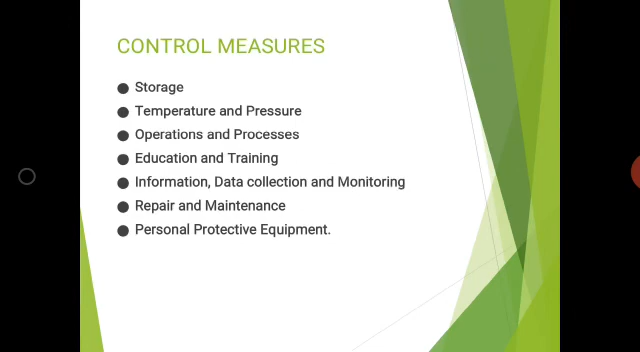 CONTROL MEASURES
● Storage
● Temperature and Pressure
● Operations and Processes
● Education and Training
● Information, Data collection and Monitoring
● Repair and Maintenance
● Personal Protective Equipment.